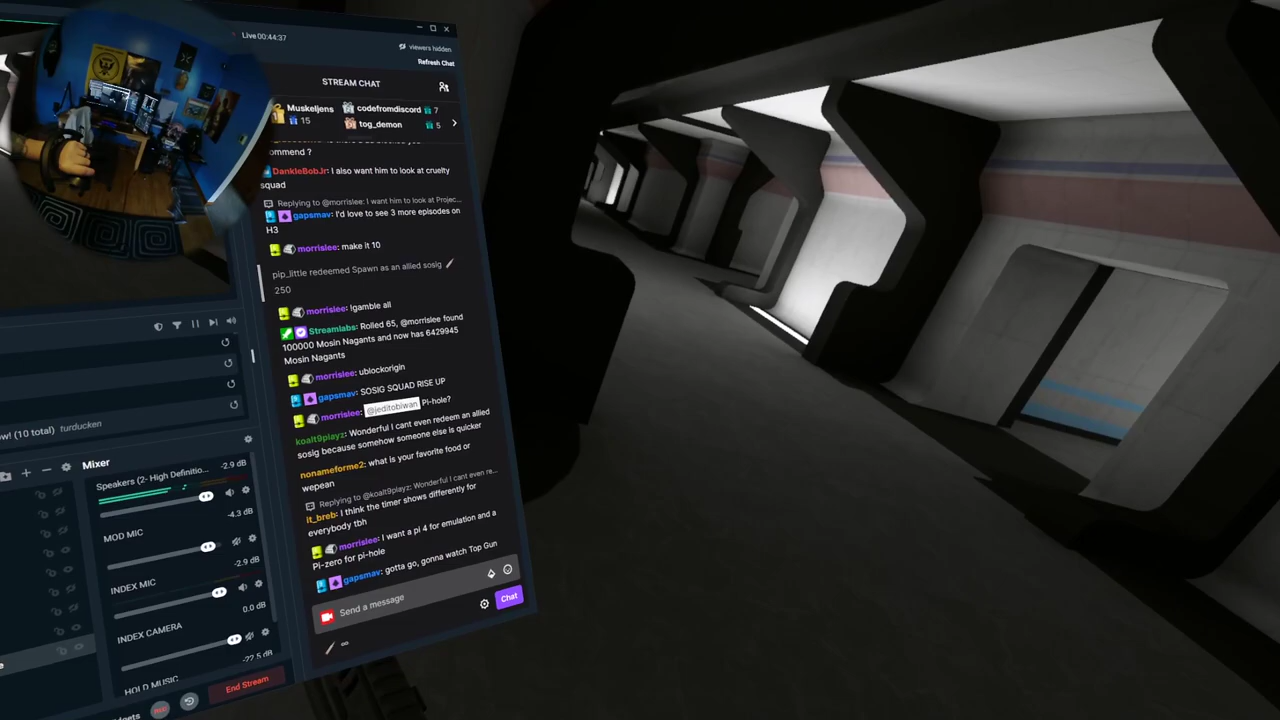 Live 00:44:37
viewers hidden
Refresh Chat
STREAM CHAT
Muskeljens
15
codefromdiscord 7
tog_demon 5
ommend ?
DankleBobJr: I also want him to look at cruelty
squad
Replying to @morrislee: I want him to look at Projec...
gapsmav: I'd love to see 3 more episodes on
H3
morrislee: make it 10
pip_little redeemed Spawn as an allied sosig
250
morrislee: !gamble all
Streamlabs: Rolled 65, @morrislee found
100000 Mosin Nagants and now has 6429945
Mosin Nagants
morrislee: ublockorigin
gapsmav: SOSIG SQUAD RISE UP
morrislee: @jeditobiwan Pi-hole?
koalt9playz: Wonderful I cant even redeem an allied
sosig because somehow someone else is quicker
nonameforme2: what is your favorite food or
wepean
Replying to @koalt9playz: Wonderful I cant even re...
it_breb: I think the timer shows differently for
everybody tbh
morrislee: I want a pi 4 for emulation and a
Pi-zero for pi-hole
gapsmav: gotta go, gonna watch Top Gun
Send a message
Chat
ow! (10 total) turducken
Mixer
Speakers (2- High Definitio... -2.9 dB
-4.3 dB
MOD MIC
-2.9 dB
INDEX MIC
0.0 dB
INDEX CAMERA
-22.5 dB
HOLD MUSIC
End Stream